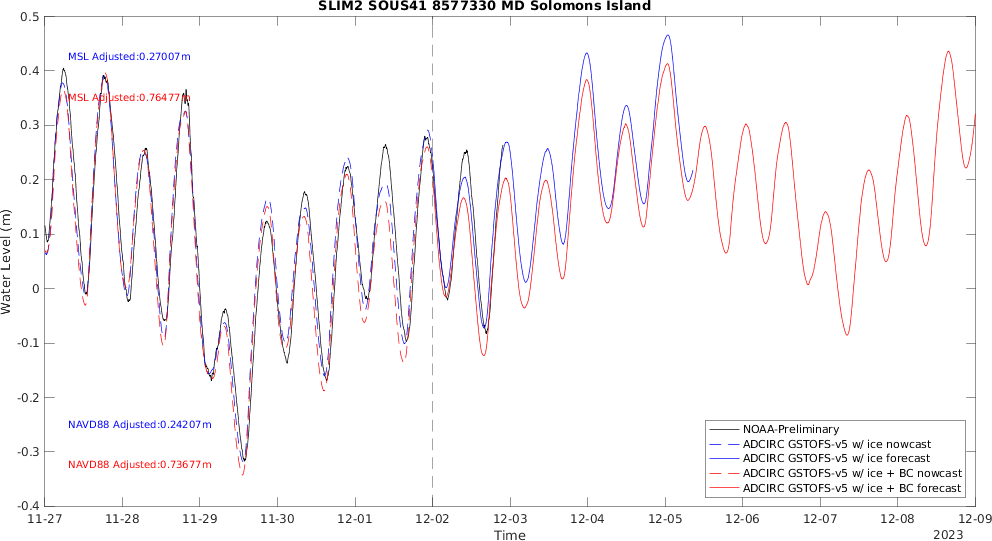 SLIM2 SOUS41 8577330 MD Solomons Island
0.5
0.4
0.3
0.2
0.1
0
-0.1
-0.2
-0.3
-0.4
Water Level (m)
MSL Adjusted:0.27007m
MSL Adjusted:0.76477m
NAVD88 Adjusted:0.24207m
NAVD88 Adjusted:0.73677m
NOAA-Preliminary
ADCIRC GSTOFS-v5 w/ ice nowcast
ADCIRC GSTOFS-v5 w/ ice forecast
ADCIRC GSTOFS-v5 w/ ice + BC nowcast
ADCIRC GSTOFS-v5 w/ ice + BC forecast
11-27 11-28 11-29 11-30 12-01 12-02 12-03 12-04 12-05 12-06 12-07 12-08 12-09
Time
2023